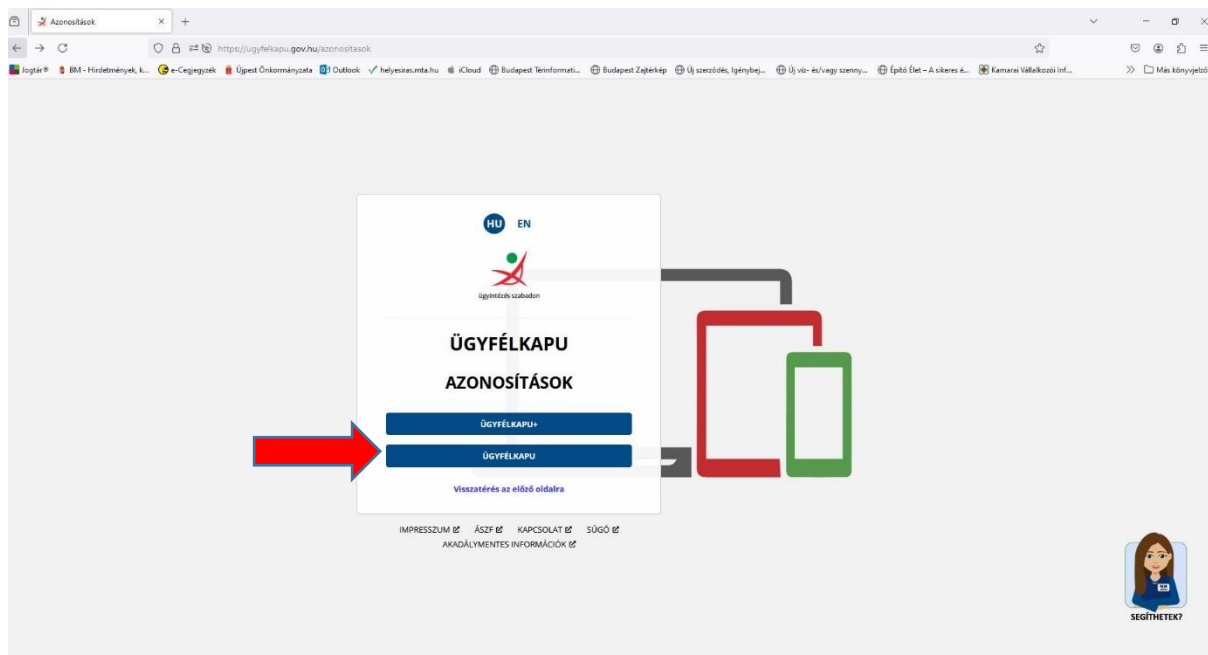 Azonosítások
https://ugyfelkapu.gov.hu/azonositasok
Jogtár® BM - Hirdetmények, k... e-Cegjegyzék Újpest Önkormányzata Outlook helyesiras.mta.hu iCloud Budapest Térinformati... Budapest Zajtérkép Új szerződés, Igénybej... Új víz- és/vagy szenny... Építő Élet – A sikeres é... Kamarai Vállalkozói Inf... Más könyvjelző
HU EN
ügyintézés szabadon
ÜGYFÉLKAPU
AZONOSÍTÁSOK
ÜGYFÉLKAPU+
ÜGYFÉLKAPU
Visszatérés az előző oldalra
IMPRESSZUM ÁSZF KAPCSOLAT SÚGÓ
AKADÁLYMENTES INFORMÁCIÓK
SEGÍTHETEK?